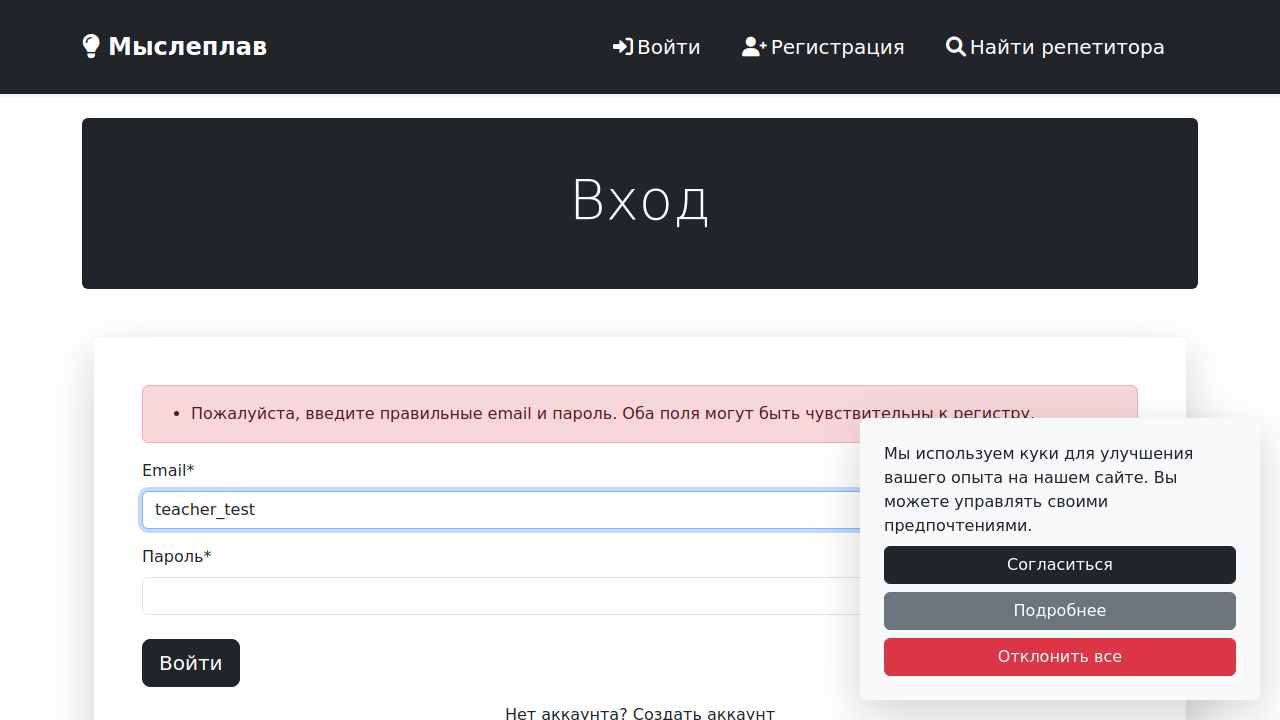 Мыслеплав
Войти
Регистрация
Найти репетитора
Вход
Пожалуйста, введите правильные email и пароль. Оба поля могут быть чувствительны к регистру.
Email*
teacher_test
Пароль*
Войти
Нет аккаунта? Создать аккаунт
Мы используем куки для улучшения
вашего опыта на нашем сайте. Вы
можете управлять своими
предпочтениями.
Согласиться
Подробнее
Отклонить все